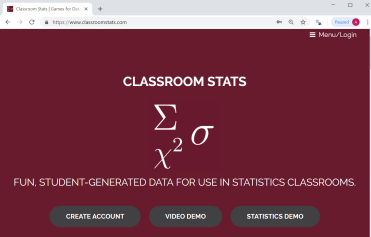 Classroom Stats | Games for
https://www.classroomstats.com
Paused
Menu/Login
CLASSROOM STATS
Σ
σ
χ²
FUN, STUDENT-GENERATED DATA FOR USE IN STATISTICS CLASSROOMS.
CREATE ACCOUNT VIDEO DEMO STATISTICS DEMO